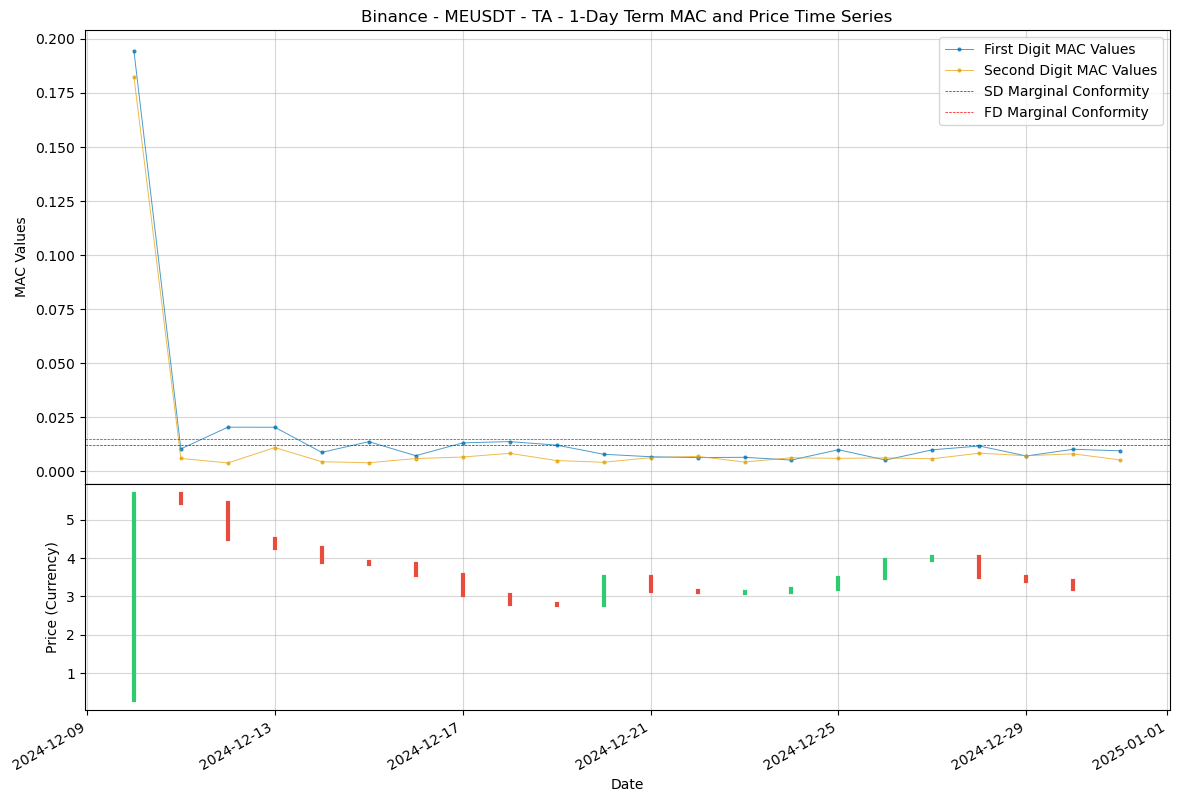 Binance - MEUSDT - TA - 1-Day Term MAC and Price Time Series
First Digit MAC Values
Second Digit MAC Values
SD Marginal Conformity
FD Marginal Conformity
MAC Values
0.200
0.175
0.150
0.125
0.100
0.075
0.050
0.025
0.000
Price (Currency)
5
4
3
2
1
2024-12-09
2024-12-13
2024-12-17
2024-12-21
2024-12-25
2024-12-29
2025-01-01
Date